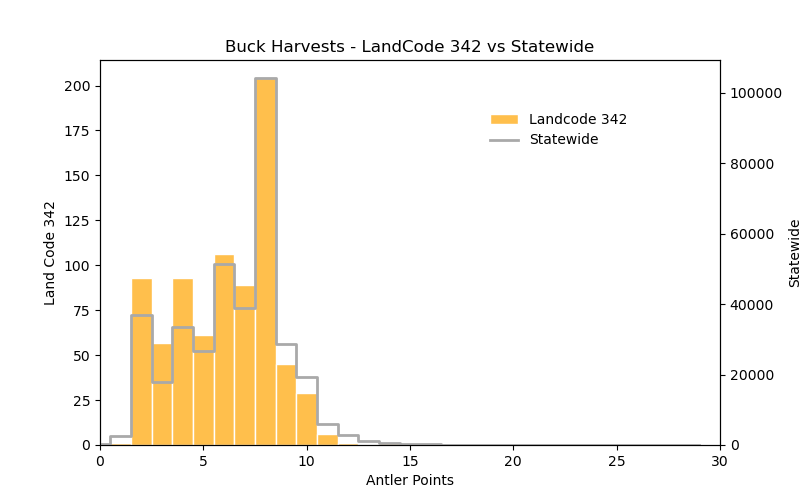 Buck Harvests - LandCode 342 vs Statewide
200
175
150
125
100
75
50
25
0
Land Code 342
Landcode 342
Statewide
100000
80000
60000
40000
20000
0
Statewide
0 5 10 15 20 25 30
Antler Points